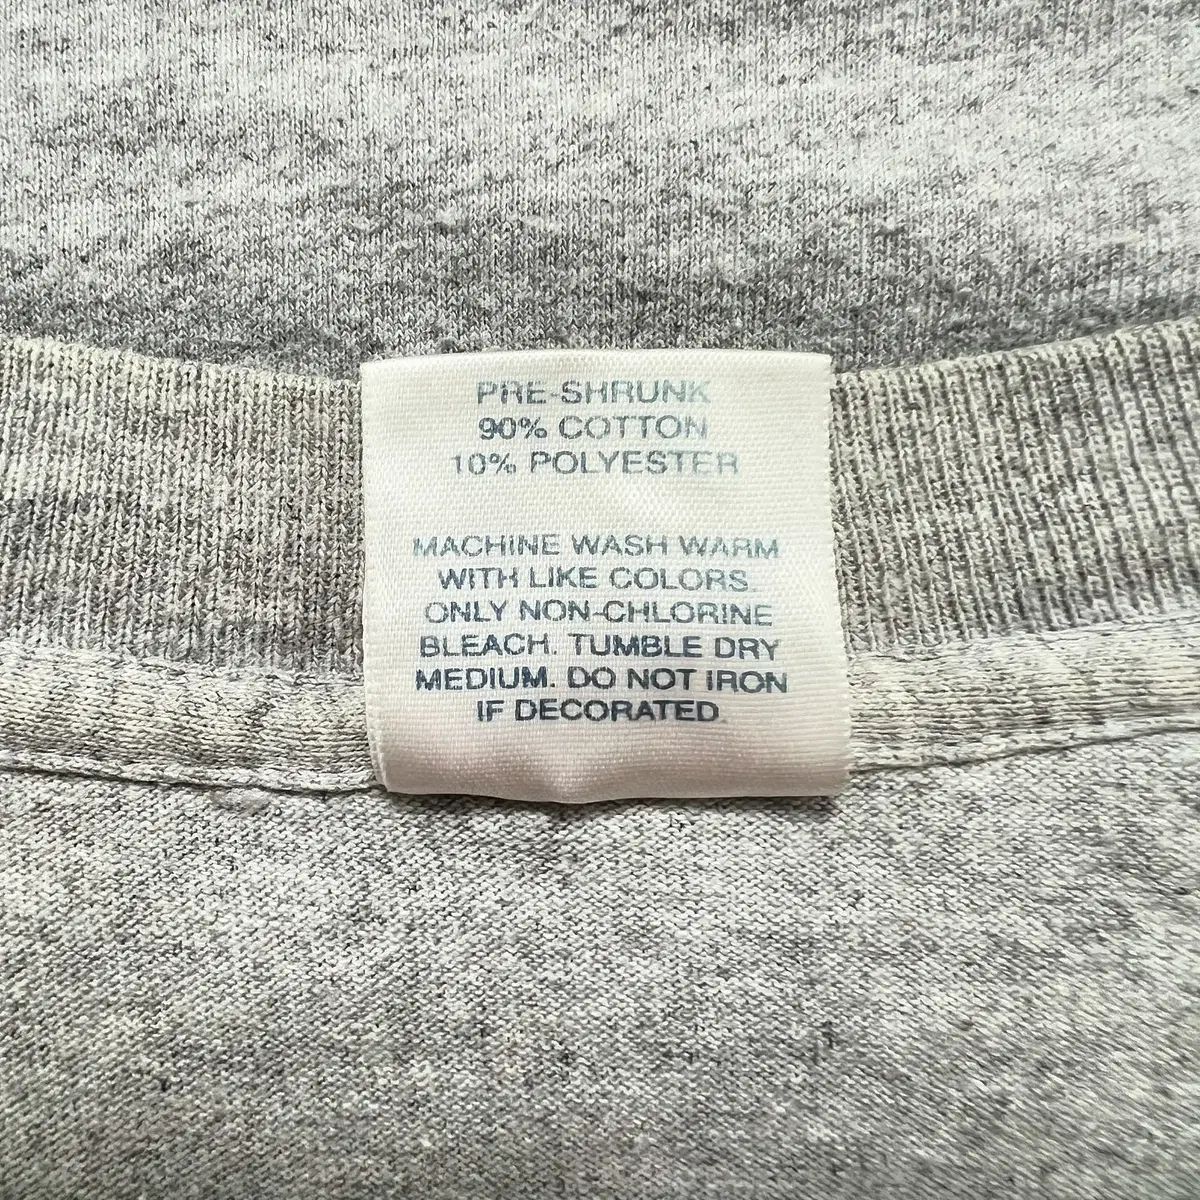 PRE-SHRUNK
90% COTTON
10% POLYESTER
MACHINE WASH WARM
WITH LIKE COLORS.
ONLY NON-CHLORINE
BLEACH. TUMBLE DRY
MEDIUM. DO NOT IRON
IF DECORATED.